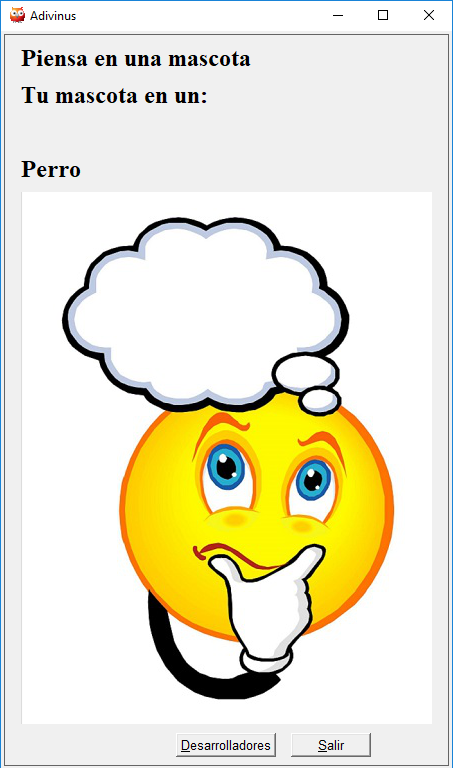 Adivinus
Piensa en una mascota
Tu mascota en un:
Perro
Desarrolladores
Salir